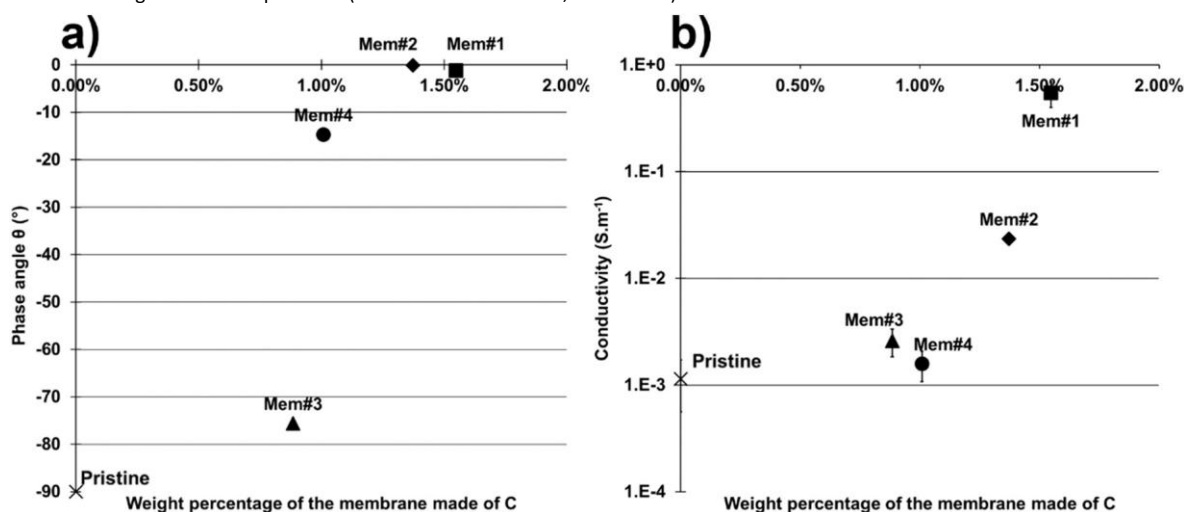 a)
Mem#2 Mem#1
0
0.00% 0.50% 1.00% 1.50% 2.00%
-10
Mem#4
-20
-30
-40
-50
-60
-70
Mem#3
-80
Pristine
-90
Phase angle θ (°)
Weight percentage of the membrane made of C
b)
1.E+0
0.00% 0.50% 1.00% 1.50% 2.00%
Mem#1
1.E-1
Mem#2
1.E-2
Mem#3
Mem#4
Pristine
1.E-3
1.E-4
Conductivity (S.m-1)
Weight percentage of the membrane made of C